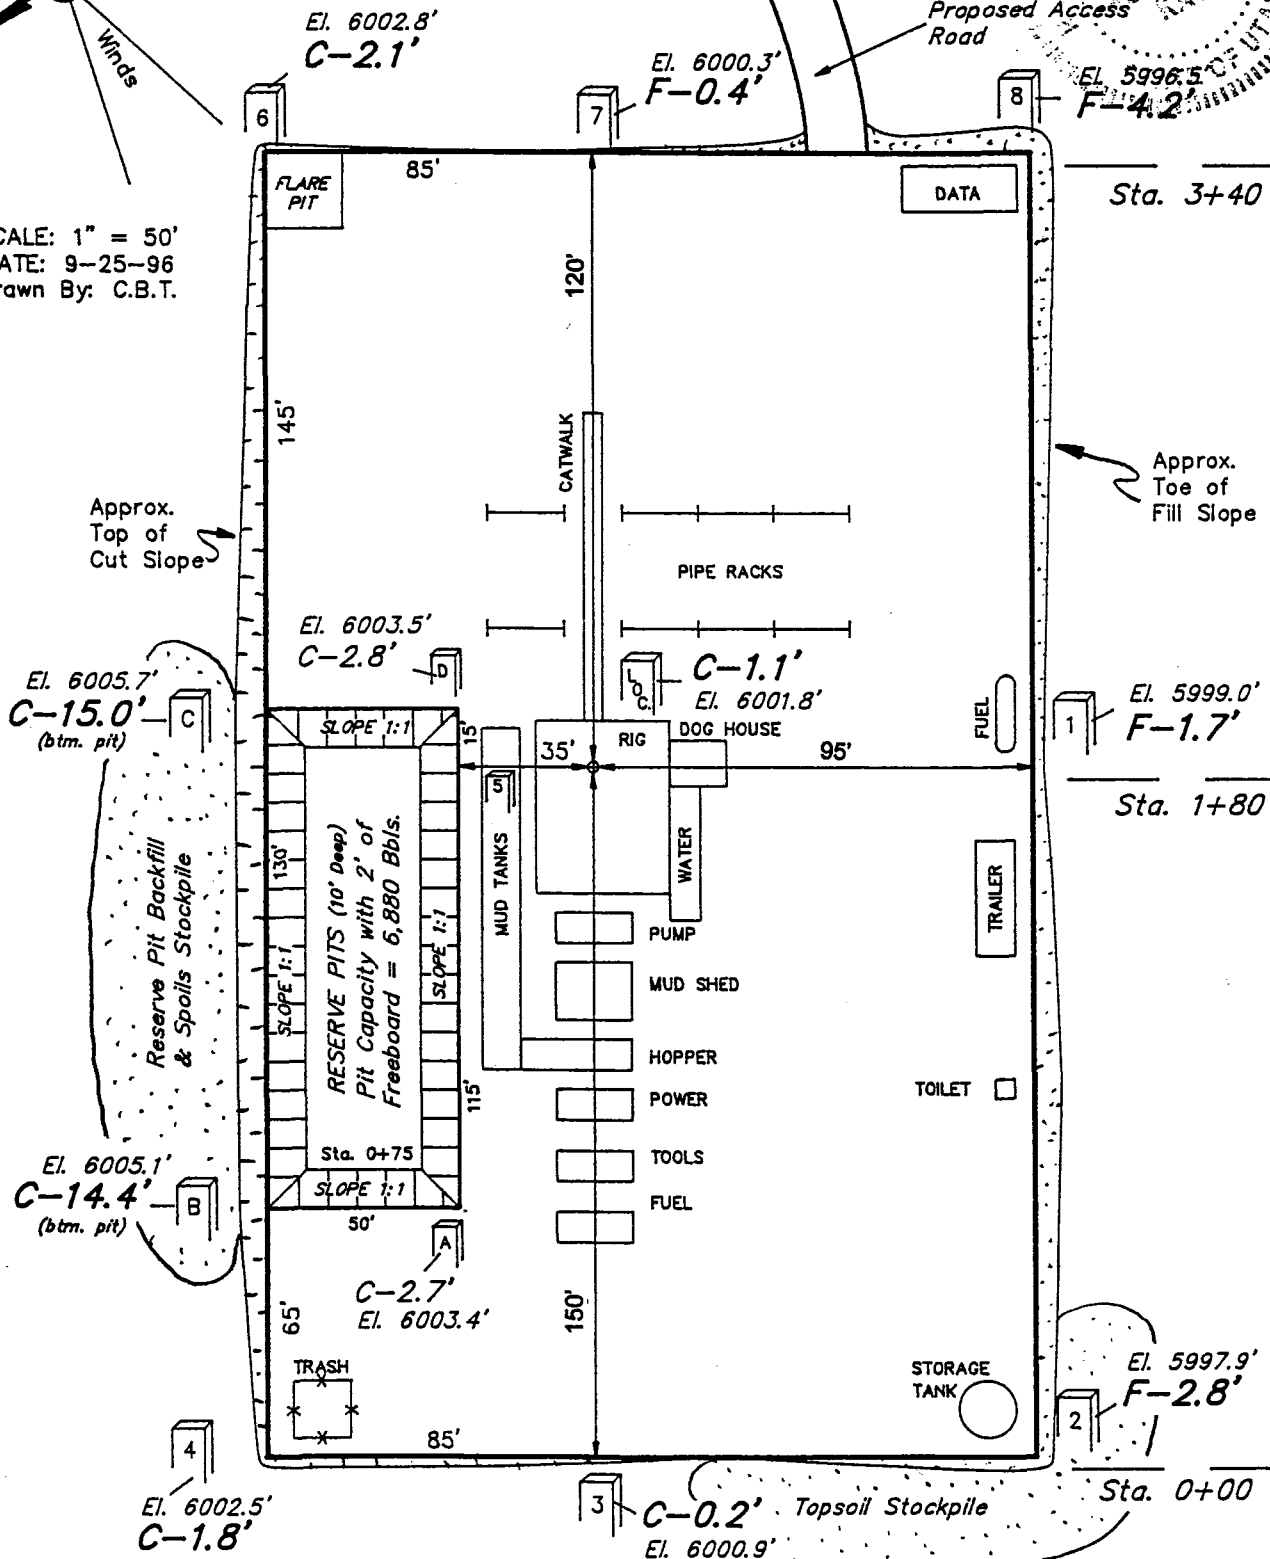 Winds
El. 6002.8'
C-2.1'
El. 6000.3'
F-0.4'
Proposed Access
Road
OF UT
El. 5996.5'
F-4.2'
6
7
8
85'
FLARE
PIT
DATA
Sta. 3+40
CALE: 1" = 50'
ATE: 9-25-96
rawn By: C.B.T.
120'
145'
CATWALK
Approx.
Top of
Cut Slope
Approx.
Toe of
Fill Slope
PIPE RACKS
El. 6003.5'
C-2.8'
D
LOC.
C-1.1'
El. 6001.8'
El. 6005.7'
C-15.0'
(btm. pit)
C
SLOPE 1:1
15'
35'
RIG
DOG HOUSE
95'
FUEL
1
El. 5999.0'
F-1.7'
Sta. 1+80
5
MUD TANKS
WATER
TRAILER
130'
SLOPE 1:1
SLOPE 1:1
RESERVE PITS (10' Deep)
Pit Capacity with 2' of
Freeboard = 6,880 Bbls.
Reserve Pit Backfill
& Spoils Stockpile
PUMP
MUD SHED
HOPPER
POWER
TOILET
115'
TOOLS
FUEL
Sta. 0+75
SLOPE 1:1
50'
El. 6005.1'
C-14.4'
(btm. pit)
B
A
C-2.7'
El. 6003.4'
65'
150'
TRASH
STORAGE
TANK
El. 5997.9'
F-2.8'
2
85'
4
El. 6002.5'
C-1.8'
3
C-0.2'
El. 6000.9'
Topsoil Stockpile
Sta. 0+00